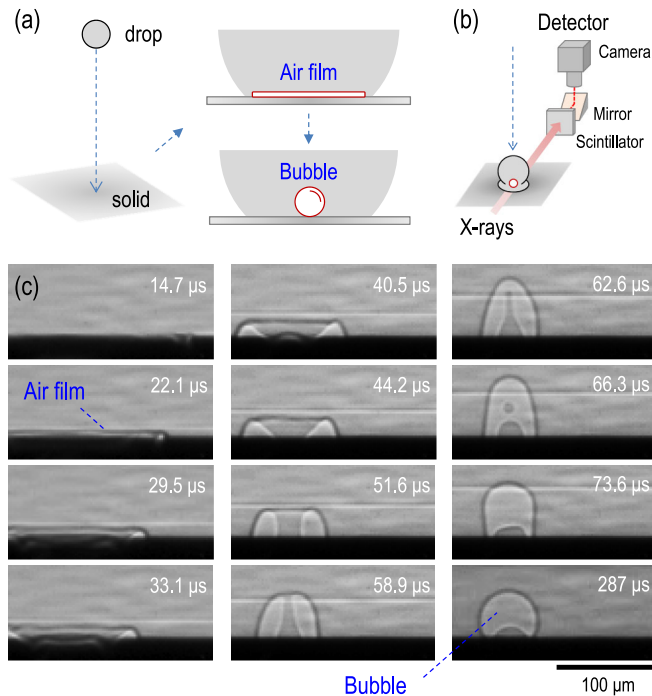 (a)
drop
solid
Air film
Bubble
(b)
Detector
Camera
Mirror
Scintillator
X-rays
(c)
14.7 µs
40.5 µs
62.6 µs
Air film
22.1 µs
44.2 µs
66.3 µs
29.5 µs
51.6 µs
73.6 µs
33.1 µs
58.9 µs
287 µs
Bubble
100 µm